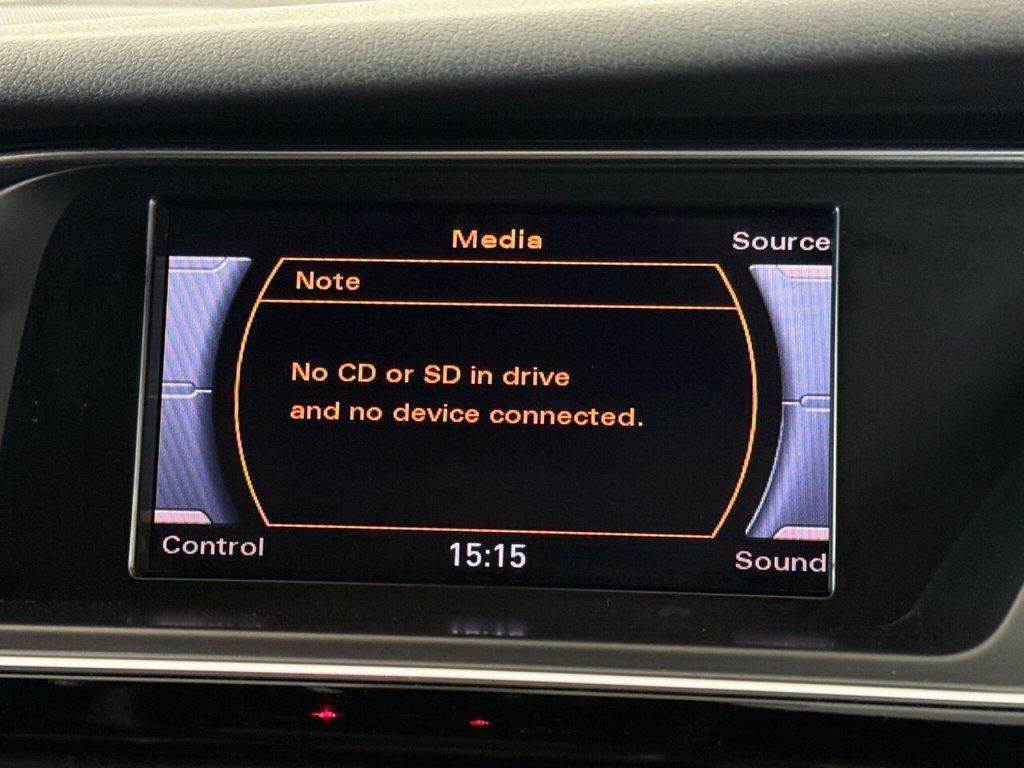 Media
Source
Note
No CD or SD in drive
and no device connected.
Control
15:15
Sound